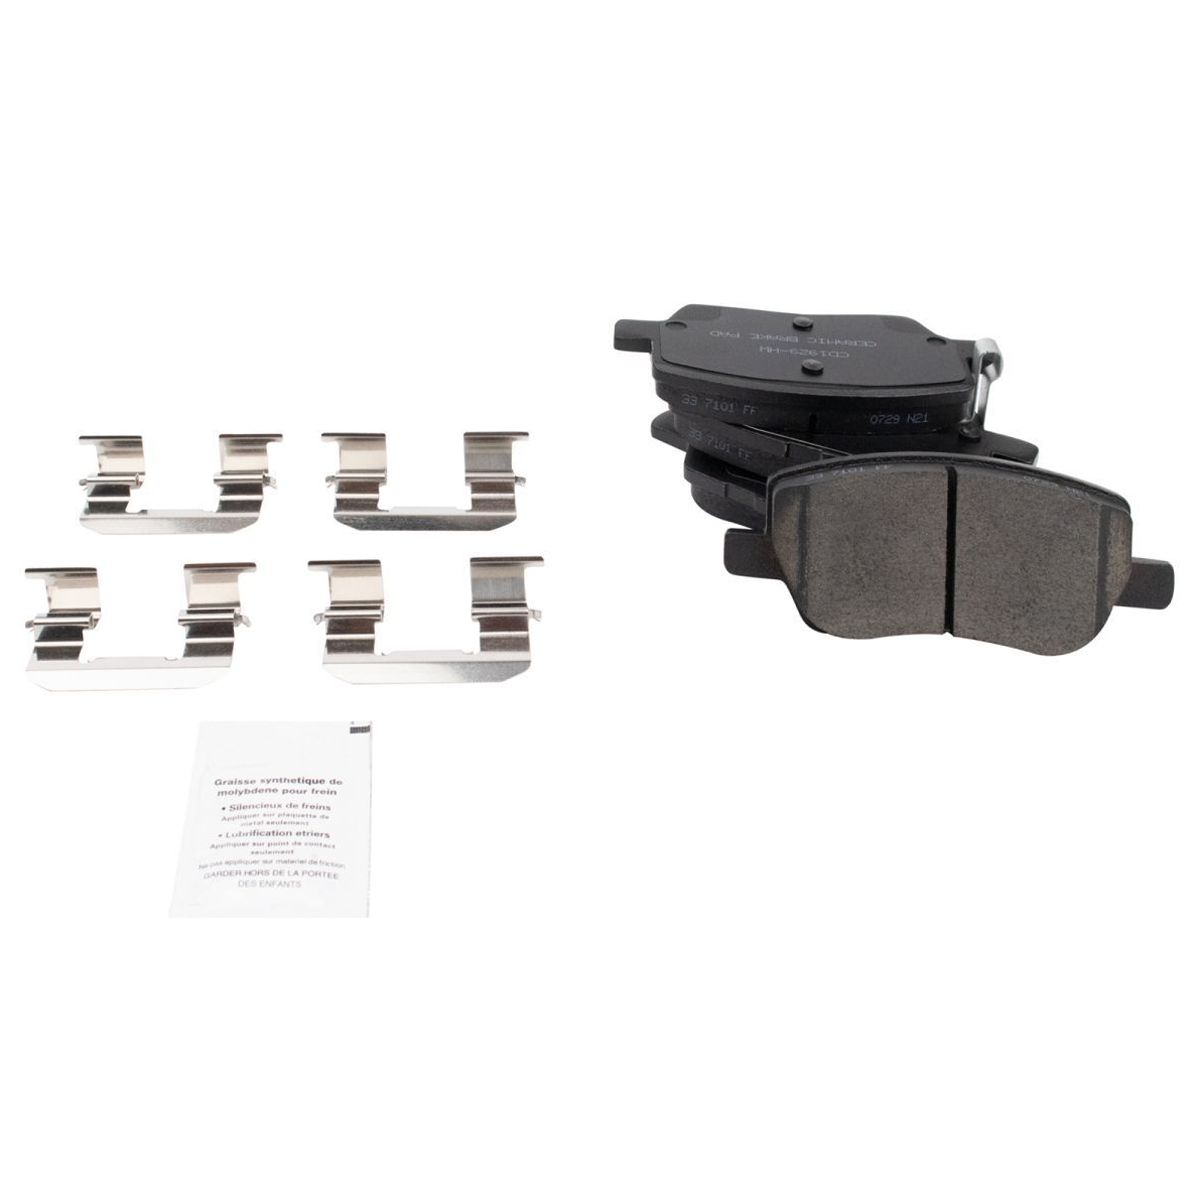 CD1929-HW
CERAMIC BRAKE PAD
33 7101 FF
0729 N21
33 7101 FF
Graisse synthetique de
molybdene pour frein
• Silencieux de freins
Appliquer sur plaquette de
metal seulement
• Lubrification etriers
Appliquer sur point de contact
seulement
Ne pas appliquer sur materiel de friction
GARDER HORS DE LA PORTEE
DES ENFANTS